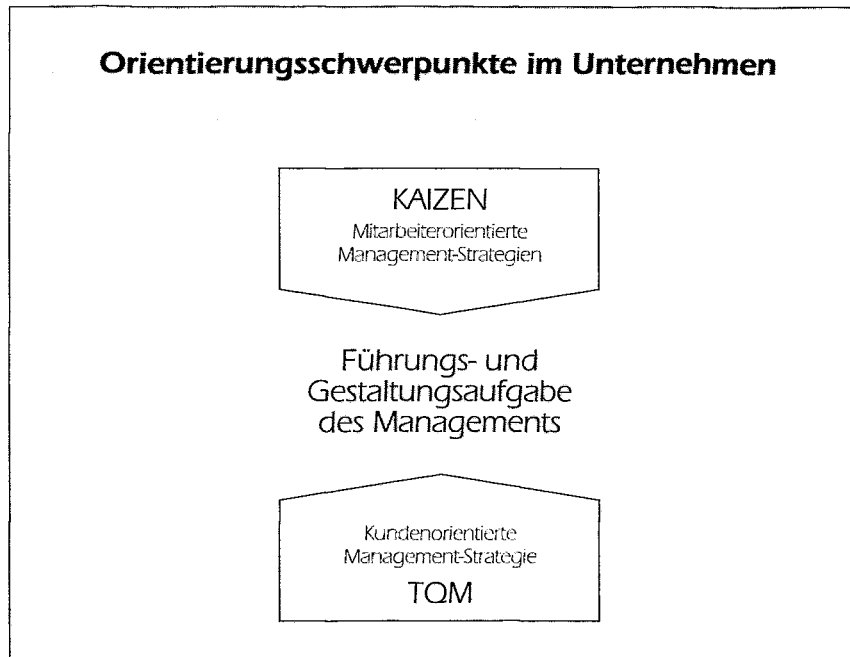 Orientierungsschwerpunkte im Unternehmen
KAIZEN
Mitarbeiterorientierte
Management-Strategien
Führungs- und
Gestaltungsaufgabe
des Managements
Kundenorientierte
Management-Strategie
TQM